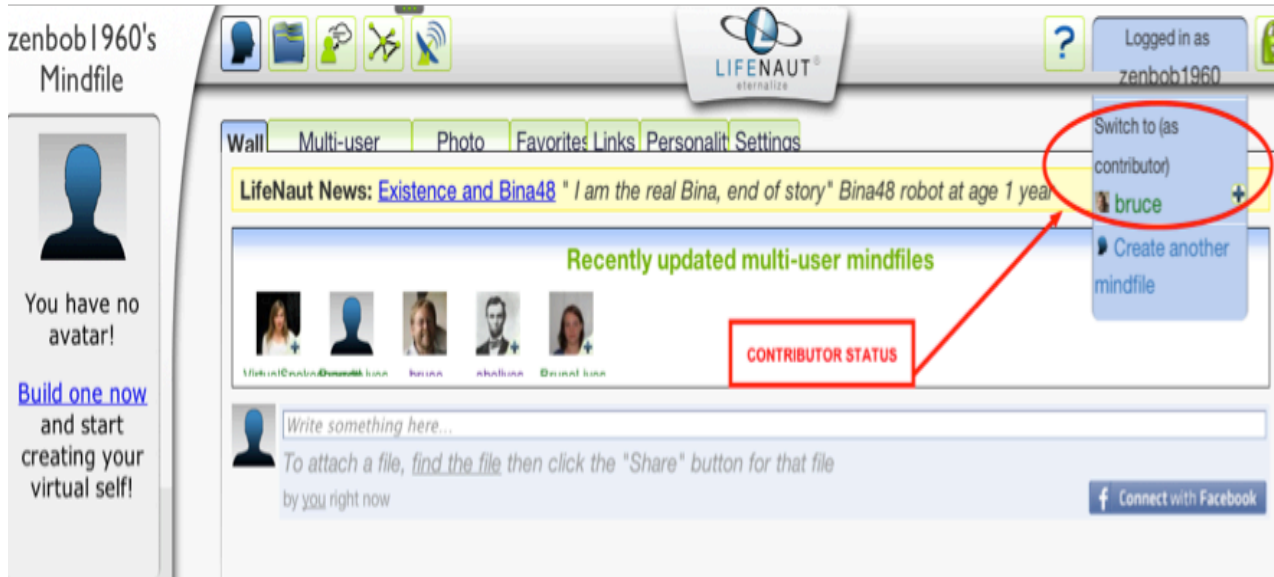 zenbob1960's
Mindfile
You have no
avatar!
Build one now
and start
creating your
virtual self!
LIFENAUT®
eternalize
?
Logged in as
zenbob1960
Switch to (as
contributor)
bruce
Create another
mindfile
Wall Multi-user Photo Favorites Links Personalit Settings
LifeNaut News: Existence and Bina48 " I am the real Bina, end of story" Bina48 robot at age 1 year
Recently updated multi-user mindfiles
bruce abelives
CONTRIBUTOR STATUS
Write something here...
To attach a file, find the file then click the "Share" button for that file
by you right now
f Connect with Facebook